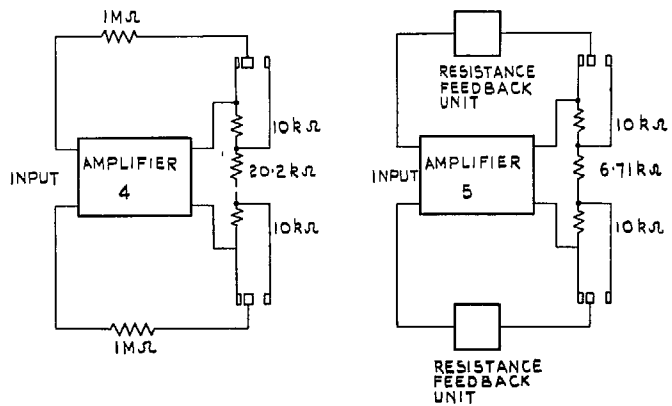 1MΩ
10kΩ
AMPLIFIER
4
INPUT
20·2kΩ
10kΩ
1MΩ
RESISTANCE
FEEDBACK
UNIT
10kΩ
AMPLIFIER
5
INPUT
6·71kΩ
10kΩ
RESISTANCE
FEEDBACK
UNIT